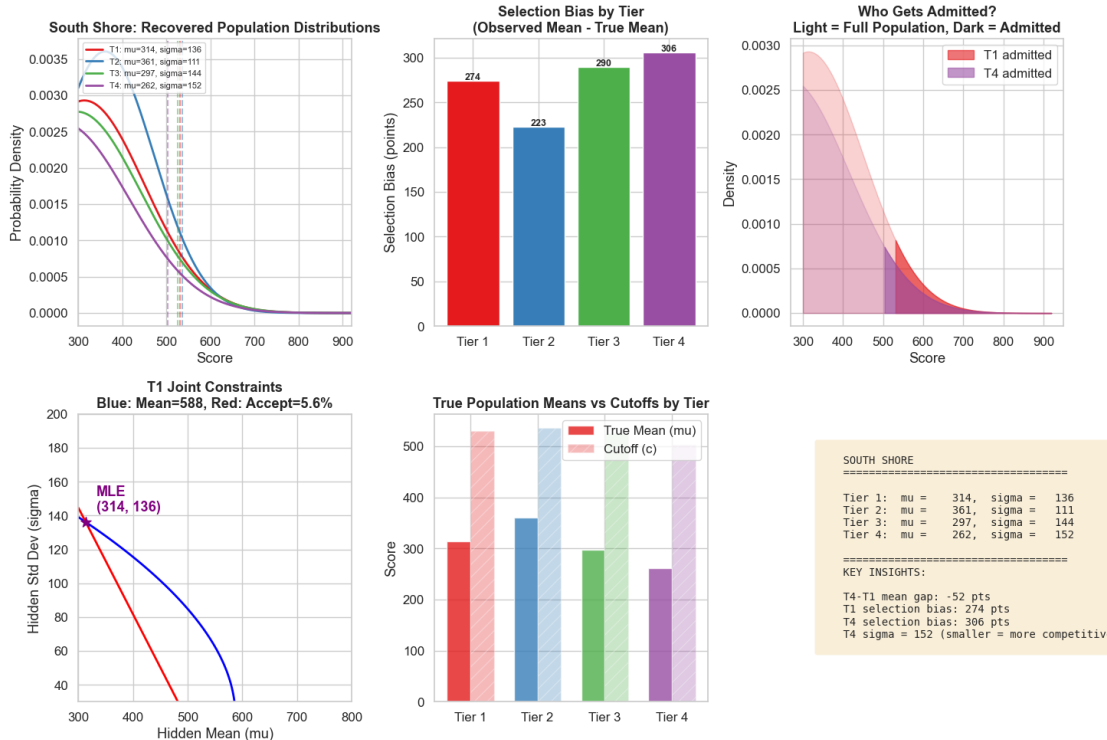 South Shore: Recovered Population Distributions
T1: mu=314, sigma=136
T2: mu=361, sigma=111
T3: mu=297, sigma=144
T4: mu=262, sigma=152
Probability Density
0.0035
0.0030
0.0025
0.0020
0.0015
0.0010
0.0005
0.0000
300 400 500 600 700 800 900
Score
Selection Bias by Tier
(Observed Mean - True Mean)
Selection Bias (points)
300
250
200
150
100
50
0
274
223
290
306
Tier 1 Tier 2 Tier 3 Tier 4
Who Gets Admitted?
Light = Full Population, Dark = Admitted
T1 admitted
T4 admitted
Density
0.0030
0.0025
0.0020
0.0015
0.0010
0.0005
0.0000
300 400 500 600 700 800 900
Score
T1 Joint Constraints
Blue: Mean=588, Red: Accept=5.6%
MLE
(314, 136)
Hidden Std Dev (sigma)
200
180
160
140
120
100
80
60
40
300 400 500 600 700 800
Hidden Mean (mu)
True Population Means vs Cutoffs by Tier
True Mean (mu)
Cutoff (c)
Score
500
400
300
200
100
0
Tier 1 Tier 2 Tier 3 Tier 4
SOUTH SHORE
=====================================
Tier 1: mu = 314, sigma = 136
Tier 2: mu = 361, sigma = 111
Tier 3: mu = 297, sigma = 144
Tier 4: mu = 262, sigma = 152
=====================================
KEY INSIGHTS:
T4-T1 mean gap: -52 pts
T1 selection bias: 274 pts
T4 selection bias: 306 pts
T4 sigma = 152 (smaller = more competitiv